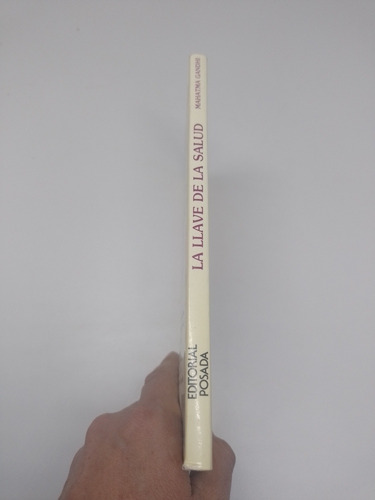 MAHATMA GANDHI
LA LLAVE DE LA SALUD
EDITORIAL
POSADA